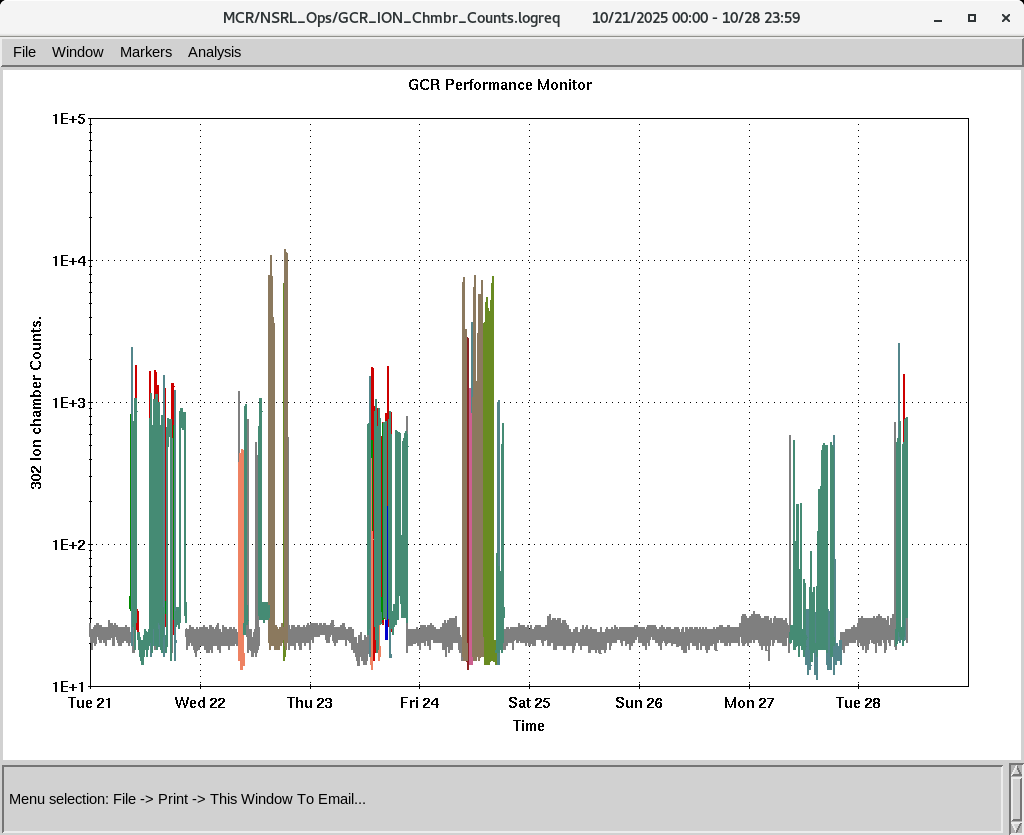 MCR/NSRL_Ops/GCR_ION_Chmbr_Counts.logreq 10/21/2025 00:00 - 10/28 23:59
File Window Markers Analysis
GCR Performance Monitor
1E+5
1E+4
1E+3
1E+2
1E+1
302 Ion chamber Counts.
Tue 21 Wed 22 Thu 23 Fri 24 Sat 25 Sun 26 Mon 27 Tue 28
Time
Menu selection: File -> Print -> This Window To Email...